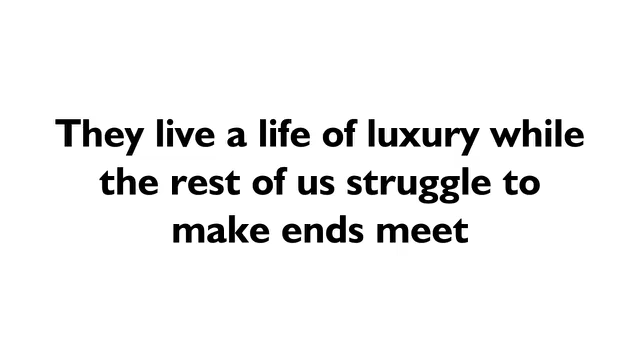 They live a life of luxury while
the rest of us struggle to
make ends meet